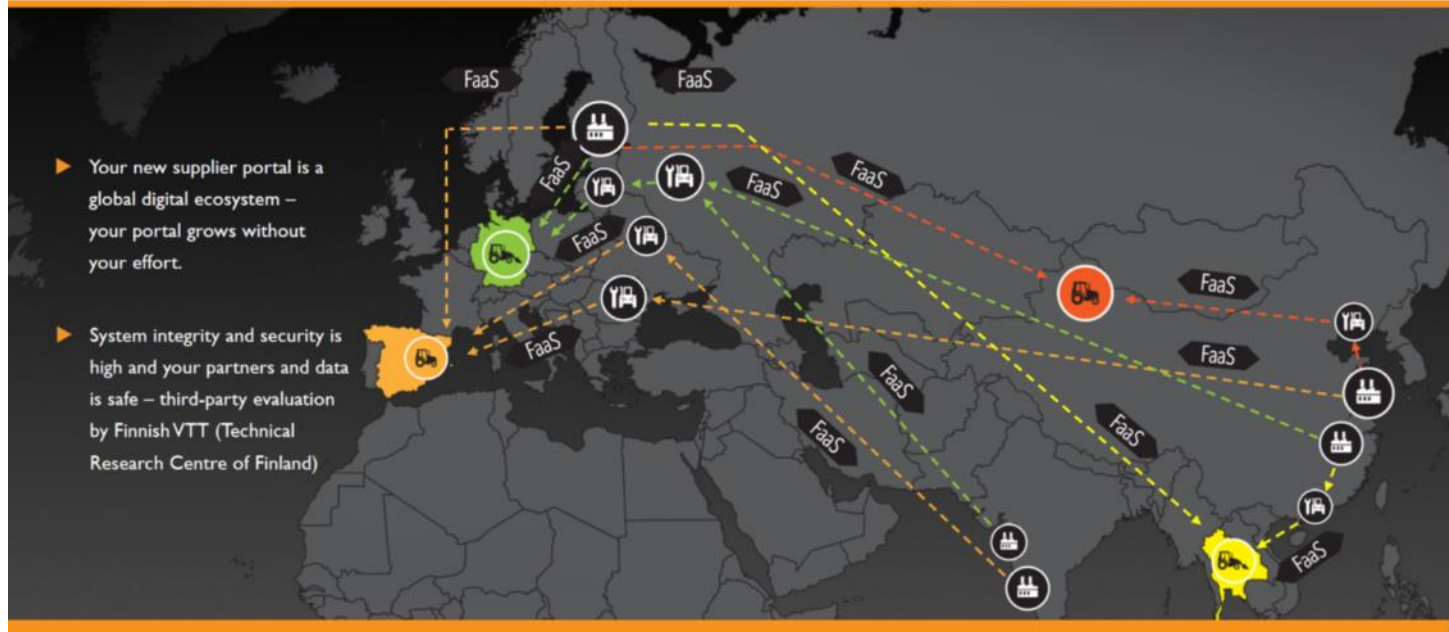 FaaS
FaaS
► Your new supplier portal is a
global digital ecosystem –
your portal grows without
your effort.
► System integrity and security is
high and your partners and data
is safe – third-party evaluation
by Finnish VTT (Technical
Research Centre of Finland)
FaaS
FaaS
FaaS
FaaS
FaaS
FaaS
FaaS
FaaS
FaaS
FaaS
FaaS